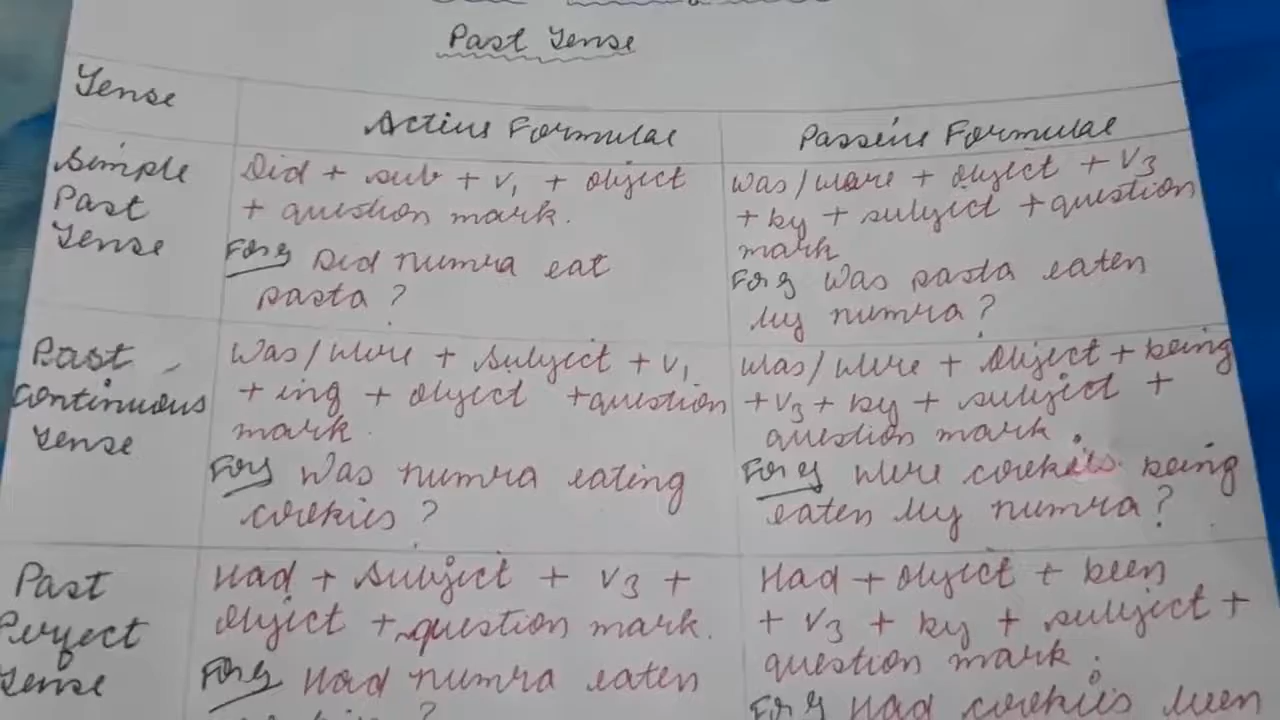 Past Tense
Tense
Active Formulae
Passive Formulae
Simple
Past
Tense
Did + sub + V1 + object
+ question mark.
For eg Did numra eat
pasta ?
Was/were + object + V3
+ by + subject + question
mark
For eg Was pasta eaten
by numra ?
Past
Continuous
Tense
Was/were + subject + V1
+ ing + object + question
mark.
For eg Was numra eating
cookies ?
Was/were + object + being
+ V3 + by + subject +
question mark.
For eg Were cookies being
eaten by numra ?
Past
Perfect
Tense
Had + subject + V3 +
object + question mark.
For eg Had numra eaten
?
Had + object + been
+ V3 + by + subject +
question mark.
For eg Had cookies been